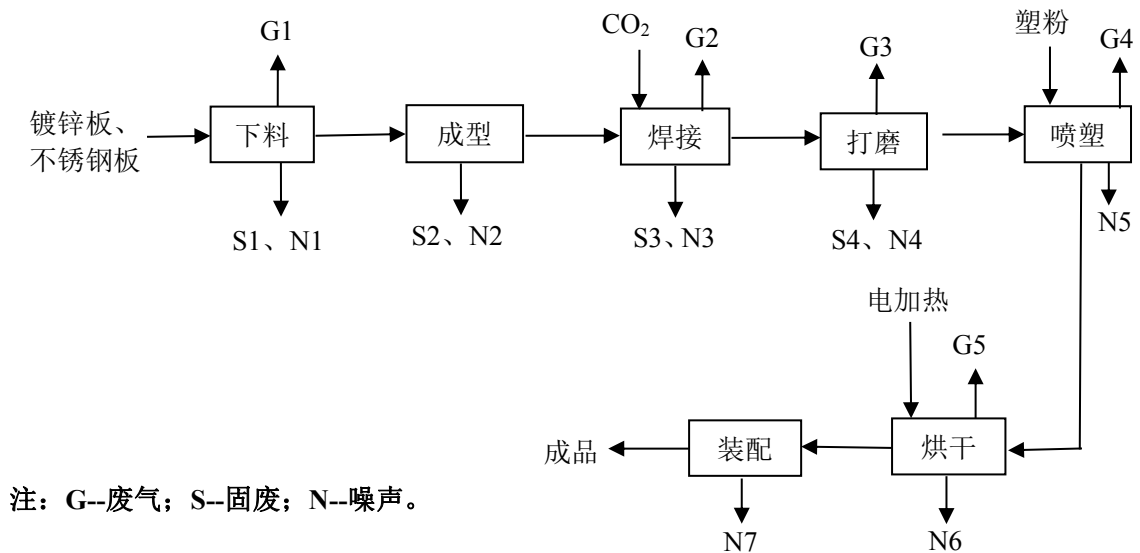 G1
CO₂
G2
G3
塑粉
G4
镀锌板、
不锈钢板
下料
成型
焊接
打磨
喷塑
S1、N1
S2、N2
S3、N3
S4、N4
N5
电加热
G5
成品
装配
烘干
N7
N6
注：G--废气；S--固废；N--噪声。